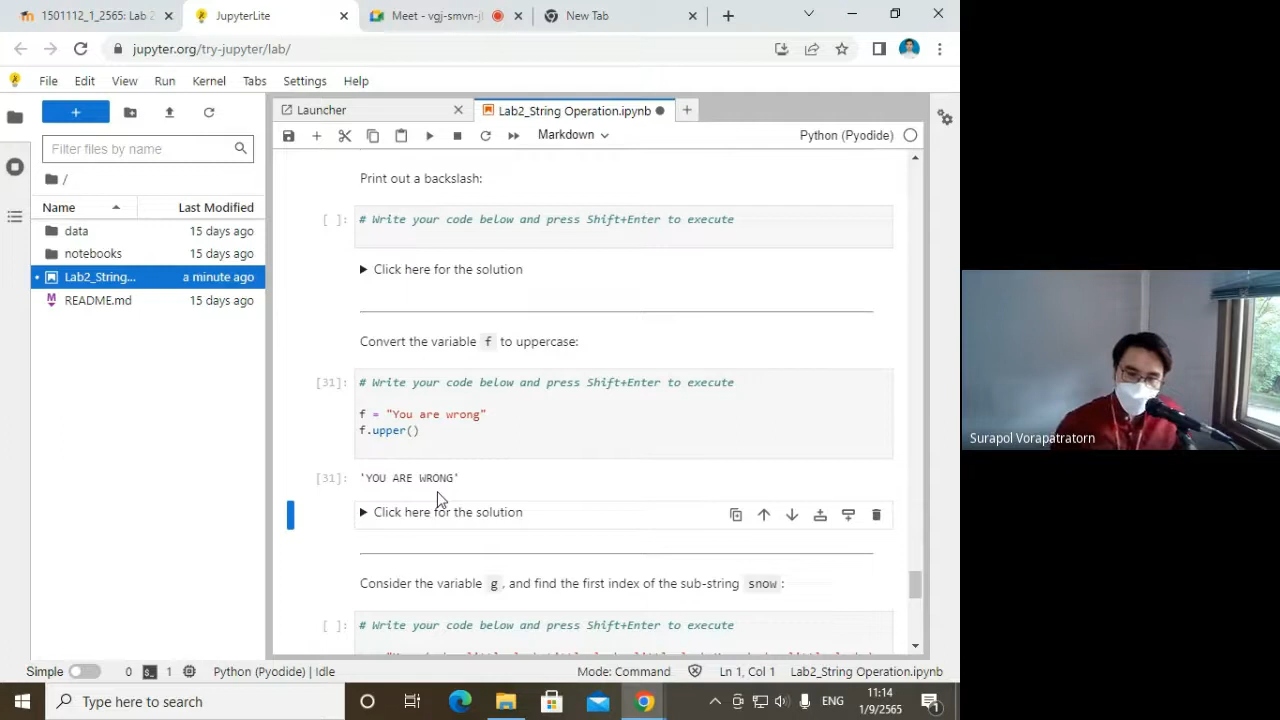 1501112_1_2565: Lab 2
JupyterLite
Meet - vgj-smvn-j
New Tab
jupyter.org/try-jupyter/lab/
File Edit View Run Kernel Tabs Settings Help
Launcher
Lab2_String Operation.ipynb
Filter files by name
Markdown
Python (Pyodide)
/
Name
Last Modified
data 15 days ago
notebooks 15 days ago
Lab2_String... a minute ago
README.md 15 days ago
Print out a backslash:
[ ]: # Write your code below and press Shift+Enter to execute
Click here for the solution
Convert the variable f to uppercase:
[31]: # Write your code below and press Shift+Enter to execute
f = "You are wrong"
f.upper()
[31]: 'YOU ARE WRONG'
Click here for the solution
Consider the variable g, and find the first index of the sub-string snow:
[ ]: # Write your code below and press Shift+Enter to execute
Surapol Vorapatratorn
Simple 0 1 Python (Pyodide) | Idle
Mode: Command Ln 1, Col 1 Lab2_String Operation.ipynb
Type here to search
ENG
11:14
1/9/2565
1